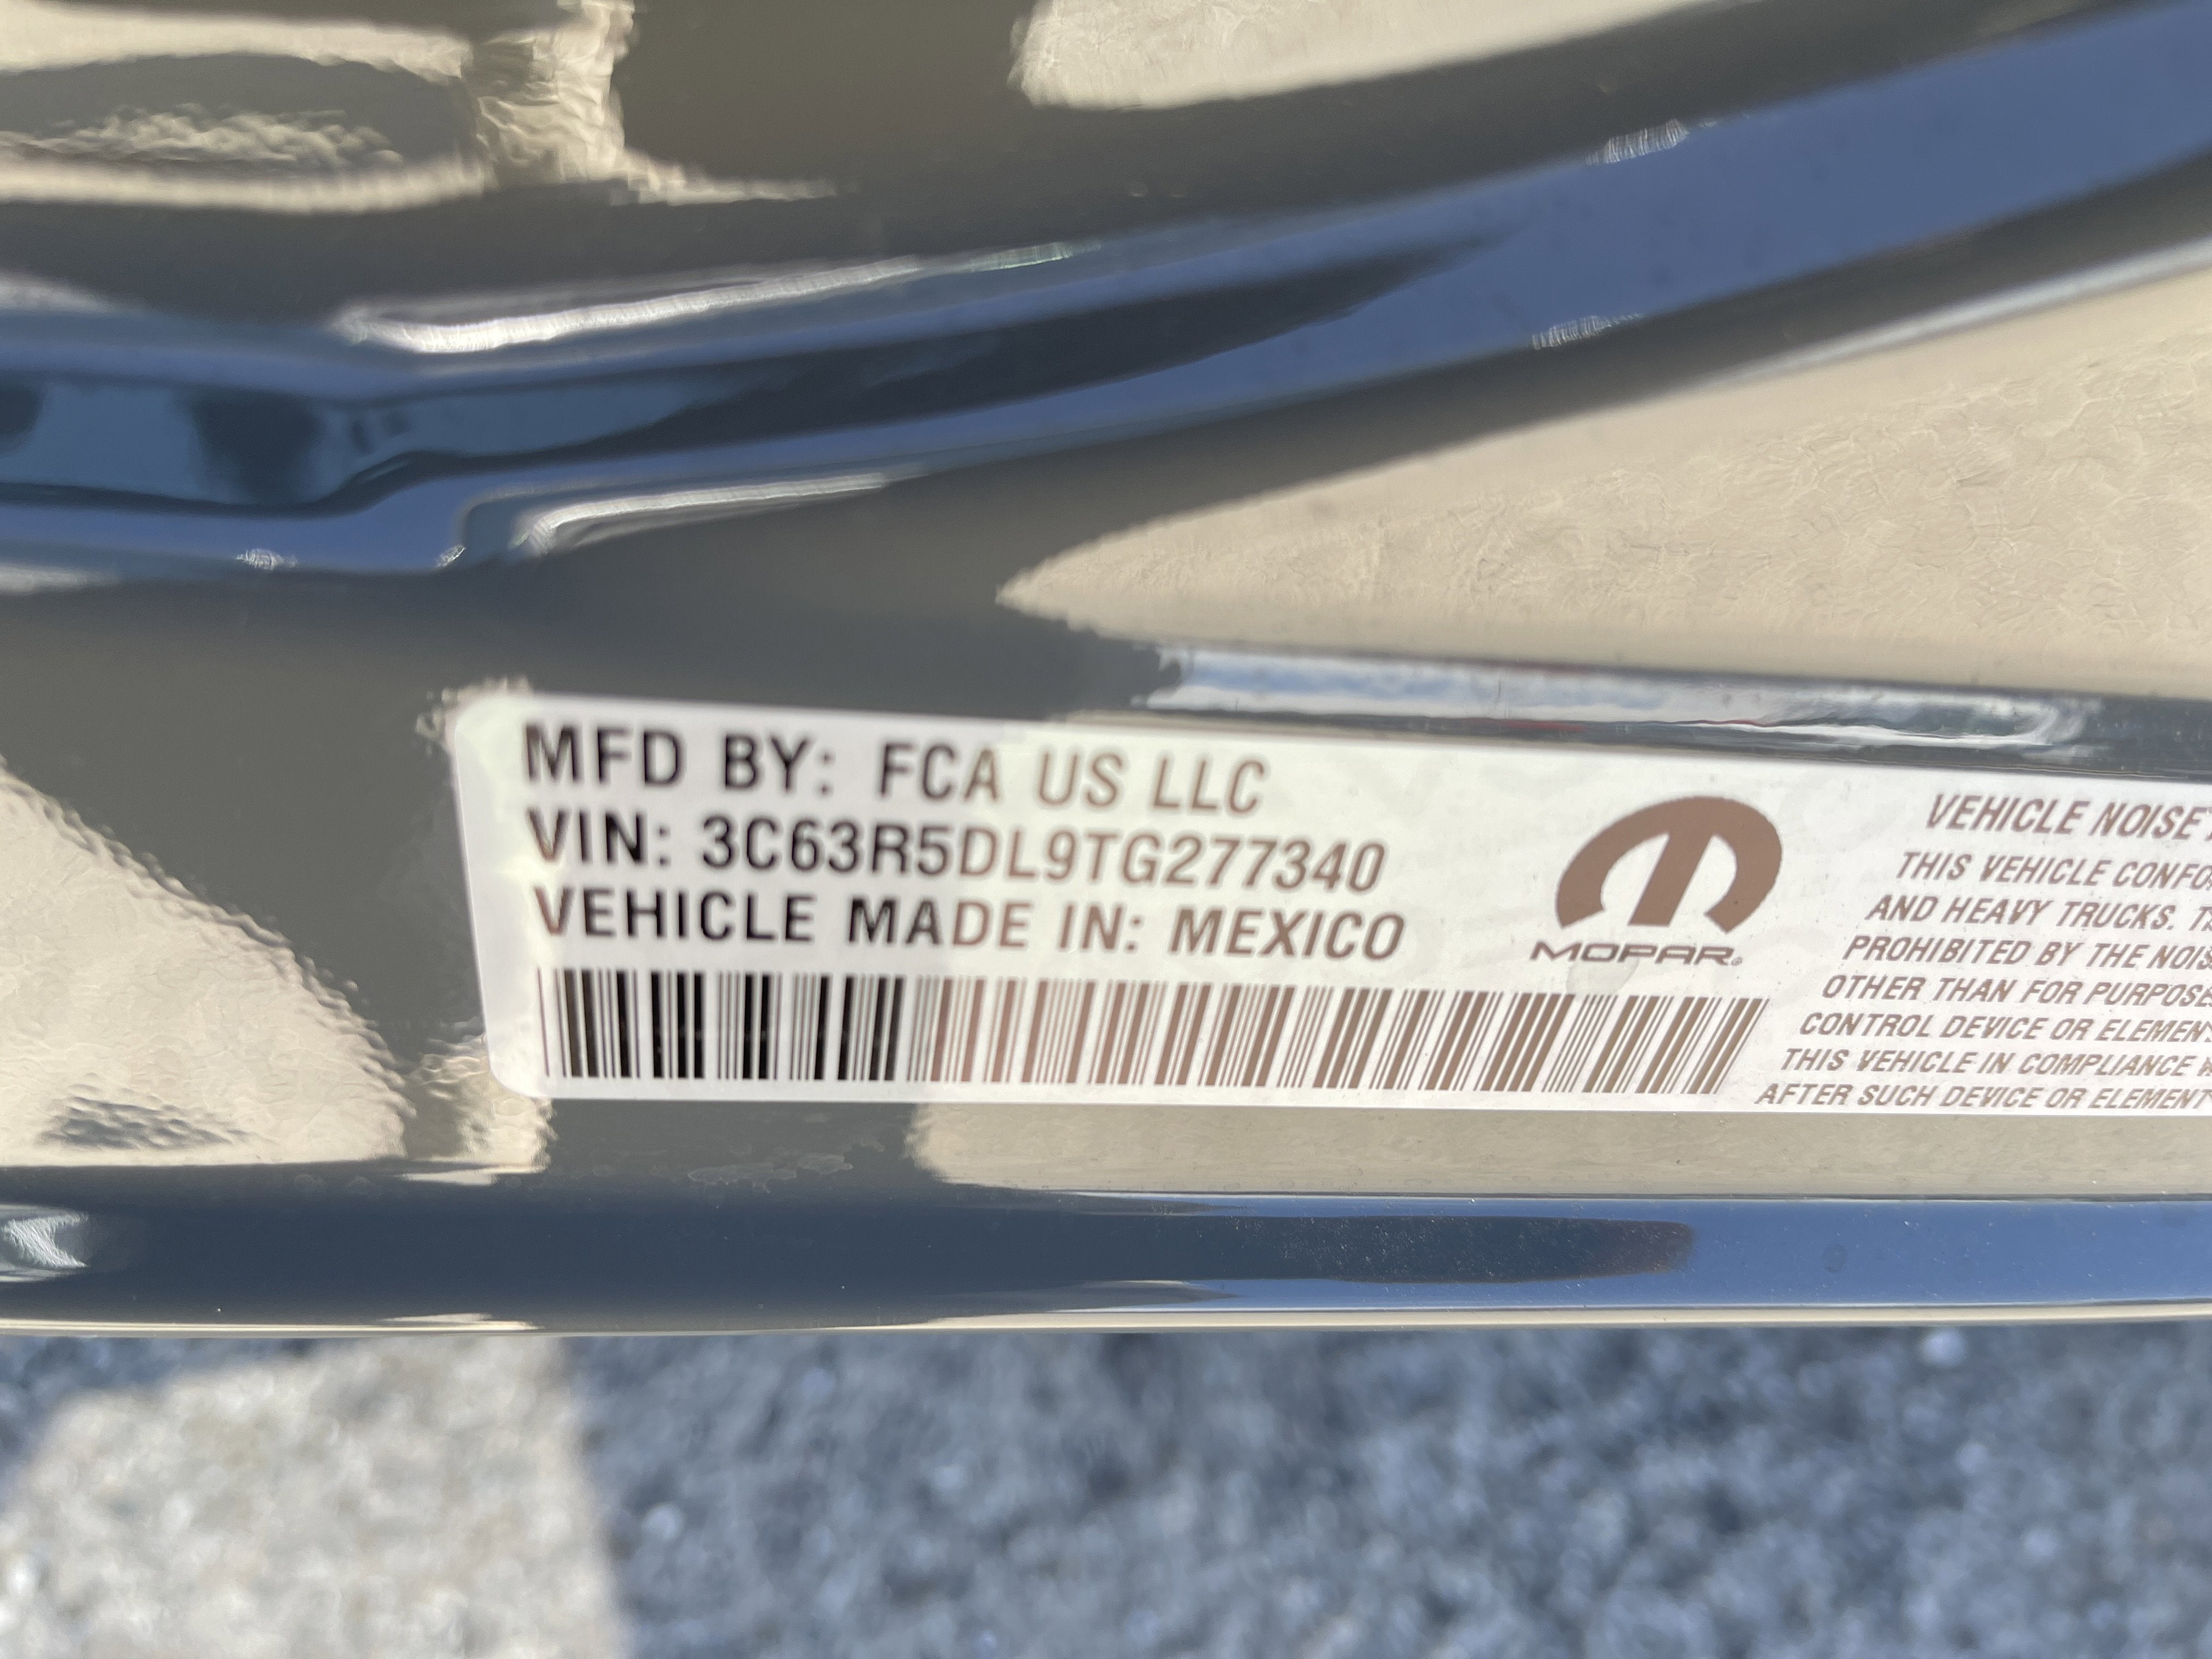 MFD BY: FCA US LLC
VIN: 3C63R5DL9TG277340
VEHICLE MADE IN: MEXICO
MOPAR®
VEHICLE NOISE
THIS VEHICLE CONFO
AND HEAVY TRUCKS. T
PROHIBITED BY THE NOIS
OTHER THAN FOR PURPOSE
CONTROL DEVICE OR ELEMEN
THIS VEHICLE IN COMPLIANCE W
AFTER SUCH DEVICE OR ELEMENT